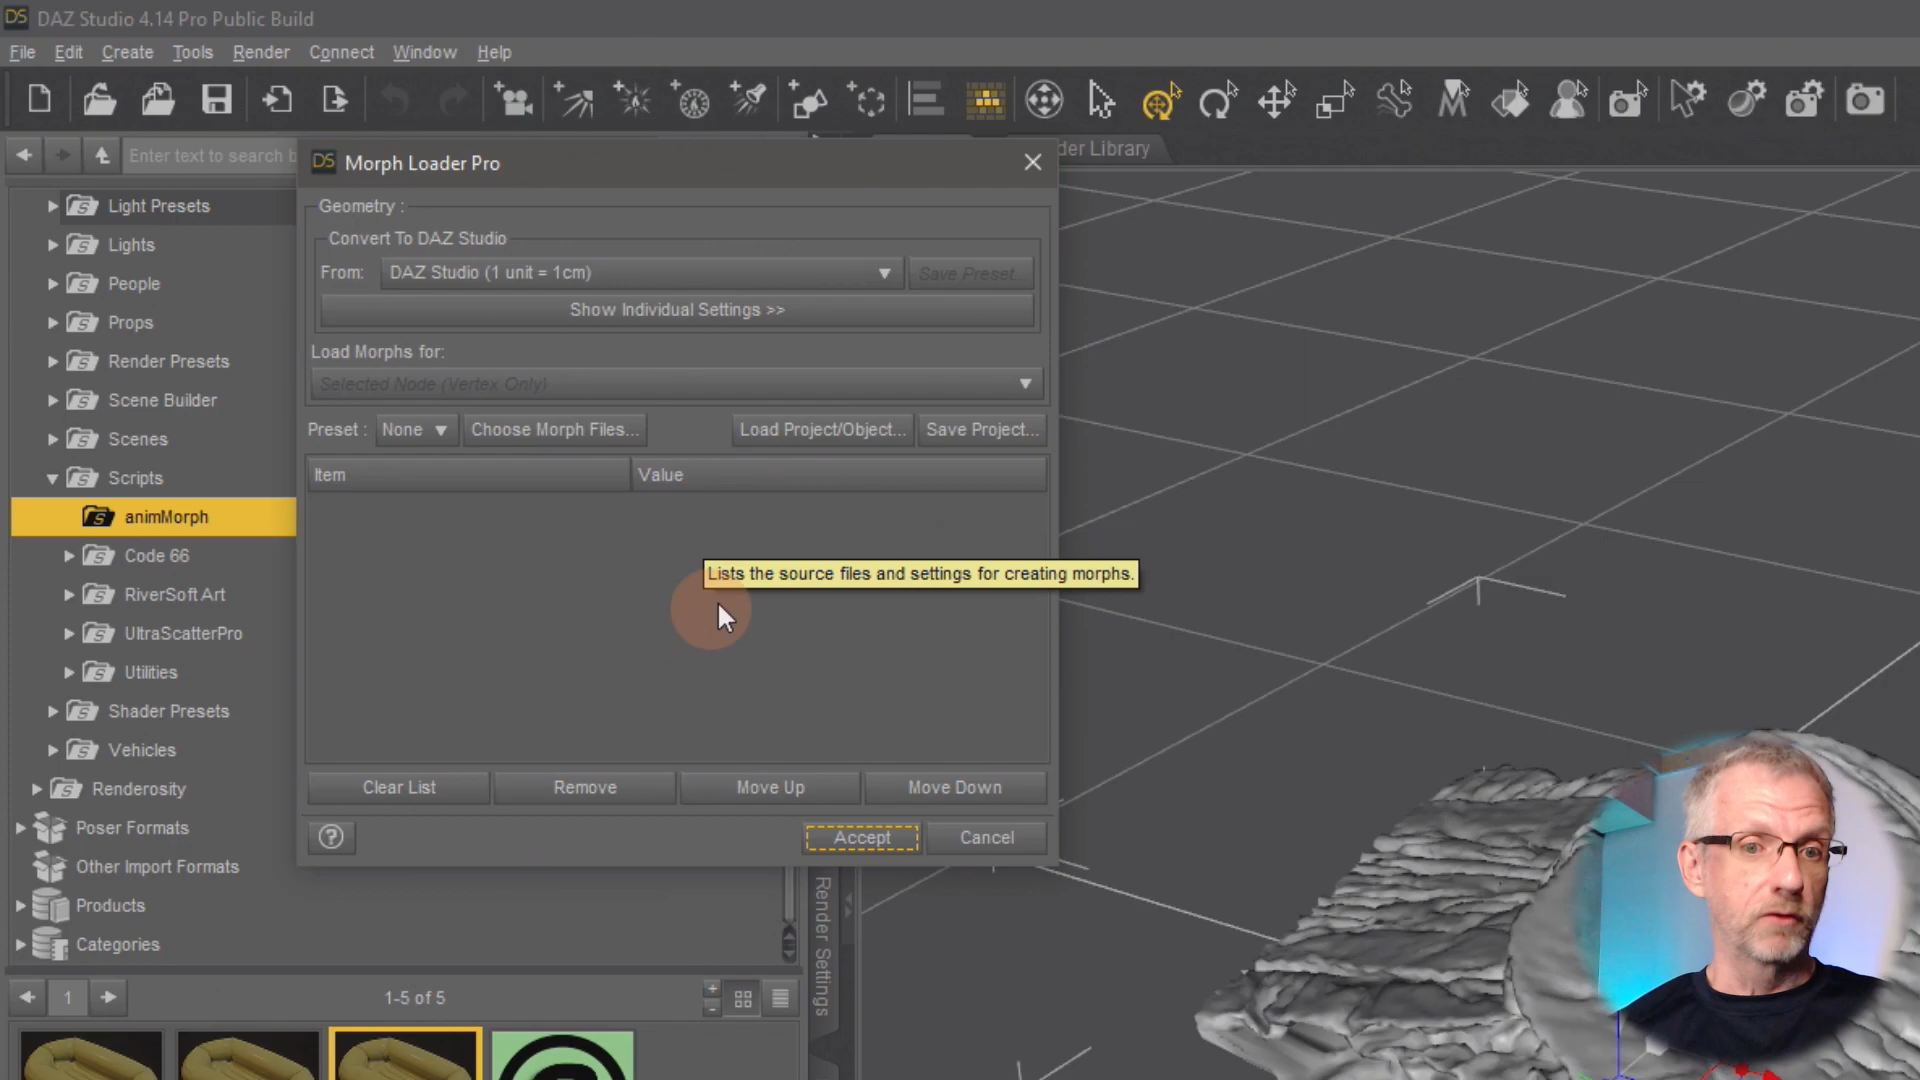 DS DAZ Studio 4.14 Pro Public Build
File Edit Create Tools Render Connect Window Help
Enter text to search b
der Library
DS Morph Loader Pro
Geometry :
Convert To DAZ Studio
From: DAZ Studio (1 unit = 1cm) Save Preset...
Show Individual Settings >>
Load Morphs for:
Selected Node (Vertex Only)
Preset : None Choose Morph Files... Load Project/Object... Save Project...
Item Value
Lists the source files and settings for creating morphs.
Clear List Remove Move Up Move Down
? Accept Cancel
Light Presets
Lights
People
Props
Render Presets
Scene Builder
Scenes
Scripts
animMorph
Code 66
RiverSoft Art
UltraScatterPro
Utilities
Shader Presets
Vehicles
Renderosity
Poser Formats
Other Import Formats
Products
Categories
Render Settings
1 1-5 of 5